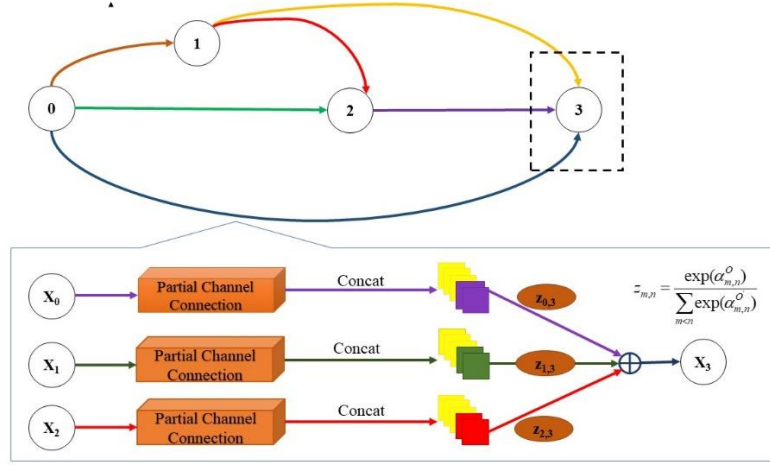 1
0
2
3
X0
Partial Channel
Connection
Concat
z0,3
zm,n = exp(α^O m,n) / ∑ m<n exp(α^O m,n)
X1
Partial Channel
Connection
Concat
z1,3
X3
X2
Partial Channel
Connection
Concat
z2,3